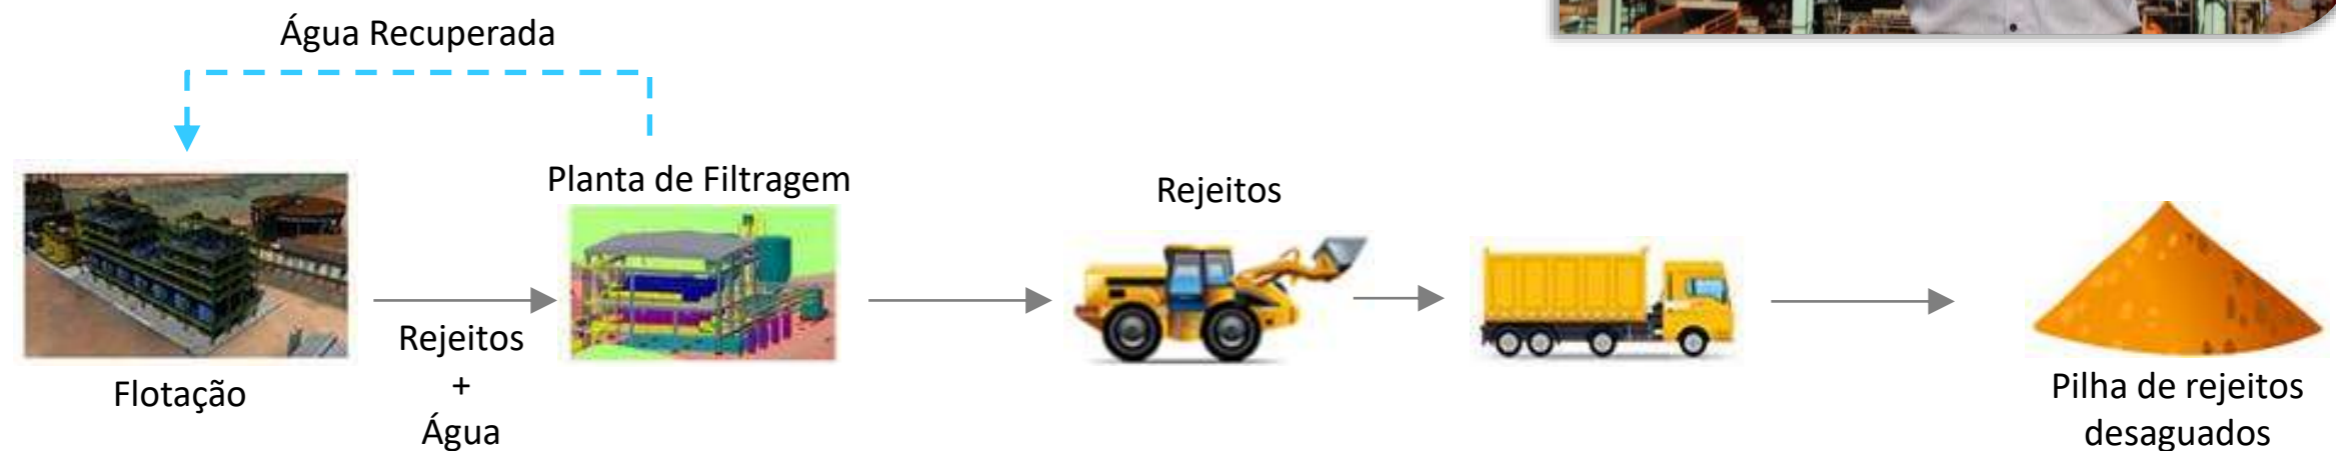 Água Recuperada
Planta de Filtragem
Rejeitos
Rejeitos
+
Água
Flotação
Pilha de rejeitos
desaguados